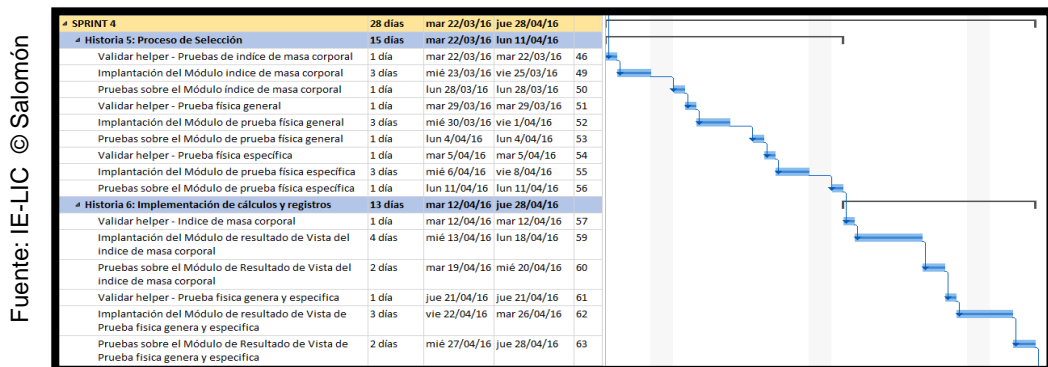 Fuente: IE-LIC © Salomón
SPRINT 4 28 días mar 22/03/16 jue 28/04/16
Historia 5: Proceso de Selección 15 días mar 22/03/16 lun 11/04/16
Validar helper - Pruebas de indíce de masa corporal 1 día mar 22/03/16 mar 22/03/16 46
Implantación del Módulo indice de masa corporal 3 días mié 23/03/16 vie 25/03/16 49
Pruebas sobre el Módulo índice de masa corporal 1 día lun 28/03/16 lun 28/03/16 50
Validar helper - Prueba física general 1 día mar 29/03/16 mar 29/03/16 51
Implantación del Módulo de prueba física general 3 días mié 30/03/16 vie 1/04/16 52
Pruebas sobre el Módulo de prueba física general 1 día lun 4/04/16 lun 4/04/16 53
Validar helper - Prueba física específica 1 día mar 5/04/16 mar 5/04/16 54
Implantación del Módulo de prueba física específica 3 días mié 6/04/16 vie 8/04/16 55
Pruebas sobre el Módulo de prueba física específica 1 día lun 11/04/16 lun 11/04/16 56
Historia 6: Implementación de cálculos y registros 13 días mar 12/04/16 jue 28/04/16
Validar helper - Indice de masa corporal 1 día mar 12/04/16 mar 12/04/16 57
Implantación del Módulo de resultado de Vista del 4 días mié 13/04/16 lun 18/04/16 59
indice de masa corporal
Pruebas sobre el Módulo de Resultado de Vista del 2 días mar 19/04/16 mié 20/04/16 60
indice de masa corporal
Validar helper - Prueba fisica genera y especifica 1 día jue 21/04/16 jue 21/04/16 61
Implantación del Módulo de resultado de Vista de 3 días vie 22/04/16 mar 26/04/16 62
Prueba fisica genera y especifica
Pruebas sobre el Módulo de Resultado de Vista de 2 días mié 27/04/16 jue 28/04/16 63
Prueba fisica genera y especifica